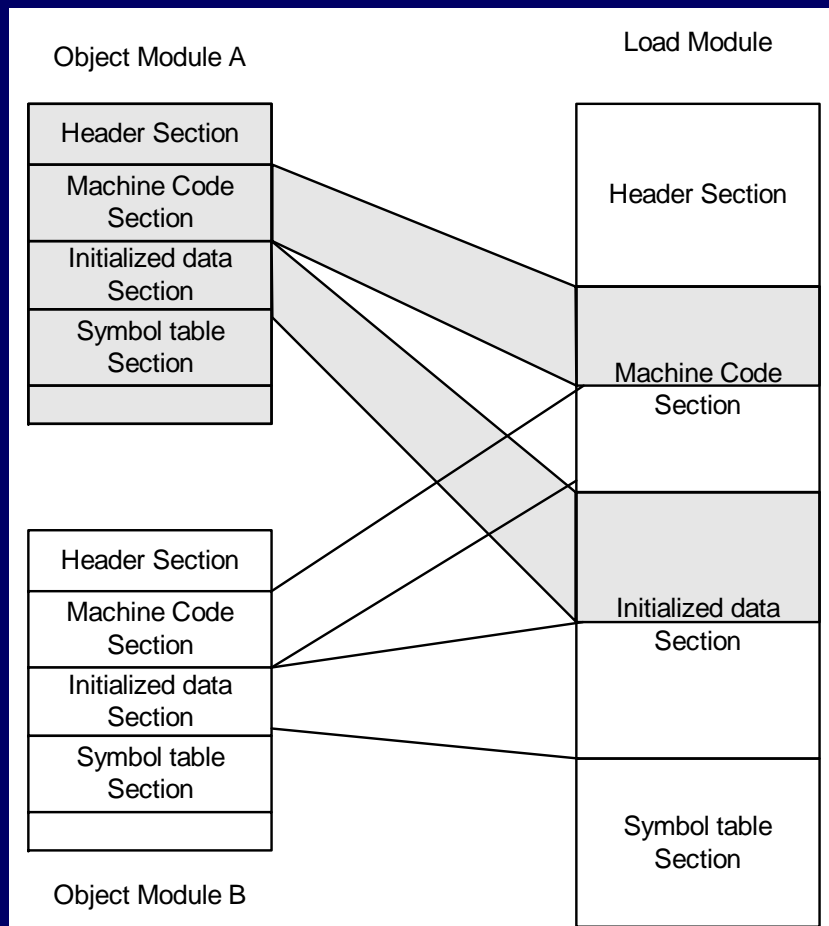 Object Module A
Header Section
Machine Code
Section
Initialized data
Section
Symbol table
Section
Header Section
Machine Code
Section
Initialized data
Section
Symbol table
Section
Object Module B
Load Module
Header Section
Machine Code
Section
Initialized data
Section
Symbol table
Section